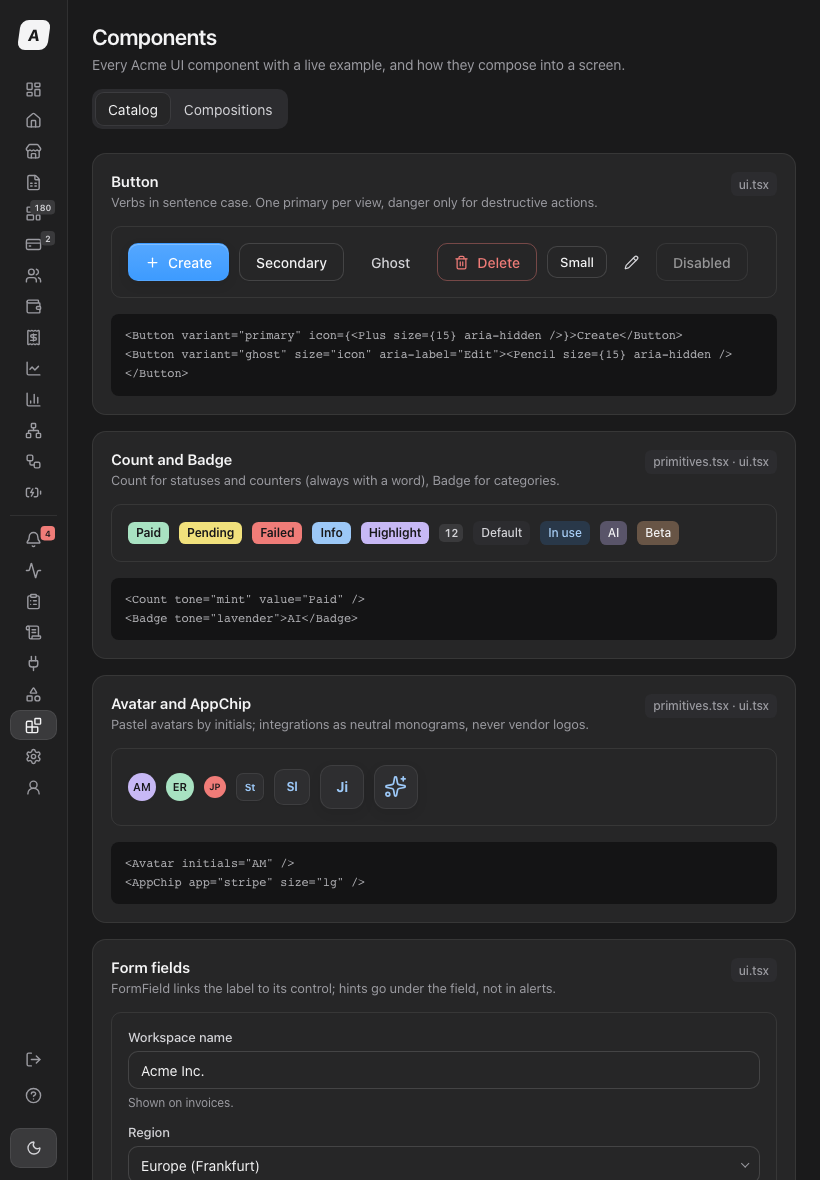 A
180
2
4
Components
Every Acme UI component with a live example, and how they compose into a screen.
Catalog
Compositions
Button
ui.tsx
Verbs in sentence case. One primary per view, danger only for destructive actions.
Create
Secondary
Ghost
Delete
Small
Disabled
<Button variant="primary" icon={<Plus size={15} aria-hidden />}>Create</Button>
<Button variant="ghost" size="icon" aria-label="Edit"><Pencil size={15} aria-hidden />
</Button>
Count and Badge
primitives.tsx · ui.tsx
Count for statuses and counters (always with a word), Badge for categories.
Paid
Pending
Failed
Info
Highlight
12
Default
In use
AI
Beta
<Count tone="mint" value="Paid" />
<Badge tone="lavender">AI</Badge>
Avatar and AppChip
primitives.tsx · ui.tsx
Pastel avatars by initials; integrations as neutral monograms, never vendor logos.
AM
ER
JP
St
Sl
Ji
<Avatar initials="AM" />
<AppChip app="stripe" size="lg" />
Form fields
ui.tsx
FormField links the label to its control; hints go under the field, not in alerts.
Workspace name
Acme Inc.
Shown on invoices.
Region
Europe (Frankfurt)